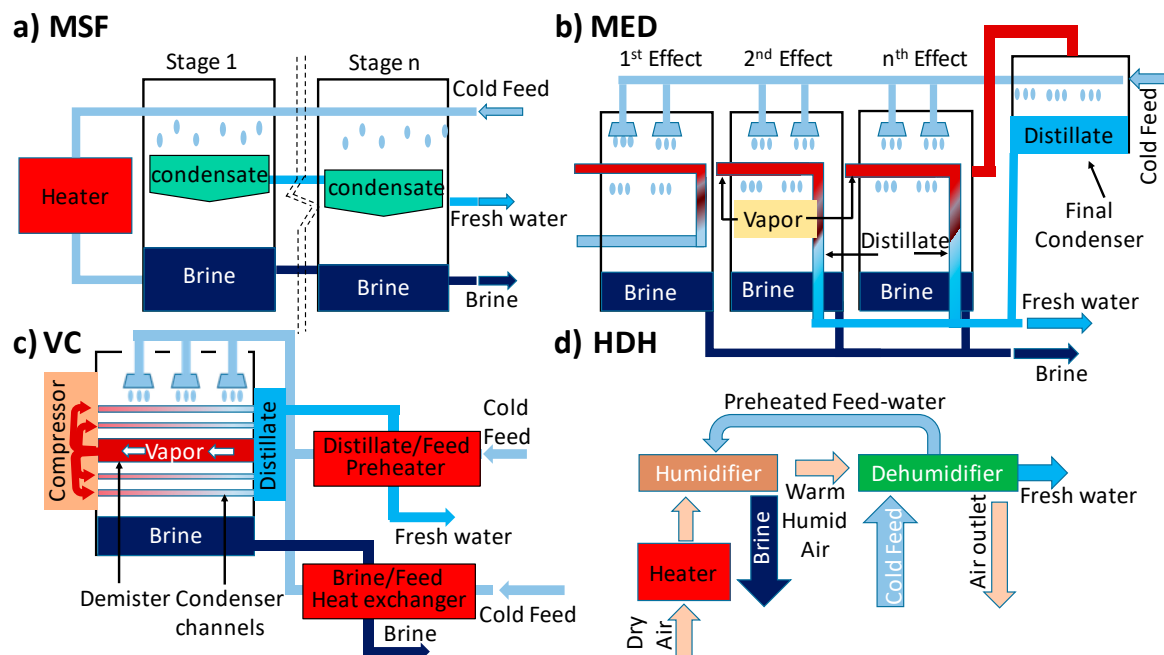 a) MSF
Stage 1
Stage n
Cold Feed
Heater
condensate
condensate
Fresh water
Brine
Brine
Brine
b) MED
1st Effect
2nd Effect
nth Effect
Cold Feed
Distillate
Vapor
Distillate
Final
Condenser
Brine
Brine
Brine
Fresh water
Brine
c) VC
Compressor
Vapor
Distillate
Cold
Feed
Distillate/Feed
Preheater
Fresh water
Brine
Brine/Feed
Heat exchanger
Cold Feed
Demister
Condenser
channels
Brine
d) HDH
Preheated Feed-water
Humidifier
Warm
Humid
Air
Dehumidifier
Fresh water
Brine
Heater
Cold Feed
Air outlet
Dry
Air